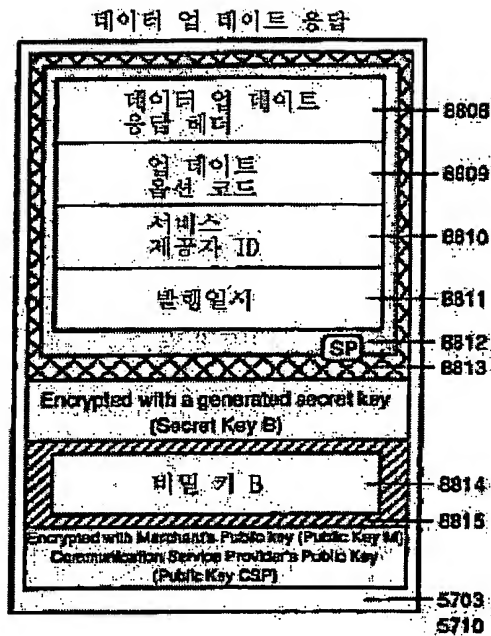 데이터 업 데이트 응답
데이터 업 데이트
응답 헤더
8808
업 데이트
옵션 코드
8809
서비스
제공자 ID
8810
발행일자
8811
8812
SP
8813
Encrypted with a generated secret key
(Secret Key B)
비밀 키 B
8814
8815
Encrypted with Merchant's Public key (Public Key M)
Communication Service Provider's Public Key
(Public Key CSP)
5703
5710